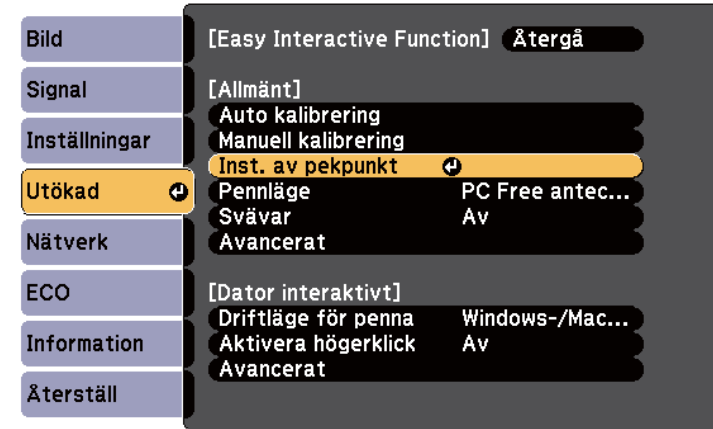 Bild
Signal
Inställningar
Utökad
Nätverk
ECO
Information
Återställ
[Easy Interactive Function] Återgå
[Allmänt]
Auto kalibrering
Manuell kalibrering
Inst. av pekpunkt
Pennläge PC Free antec...
Svävar Av
Avancerat
[Dator interaktivt]
Driftläge för penna Windows-/Mac...
Aktivera högerklick Av
Avancerat